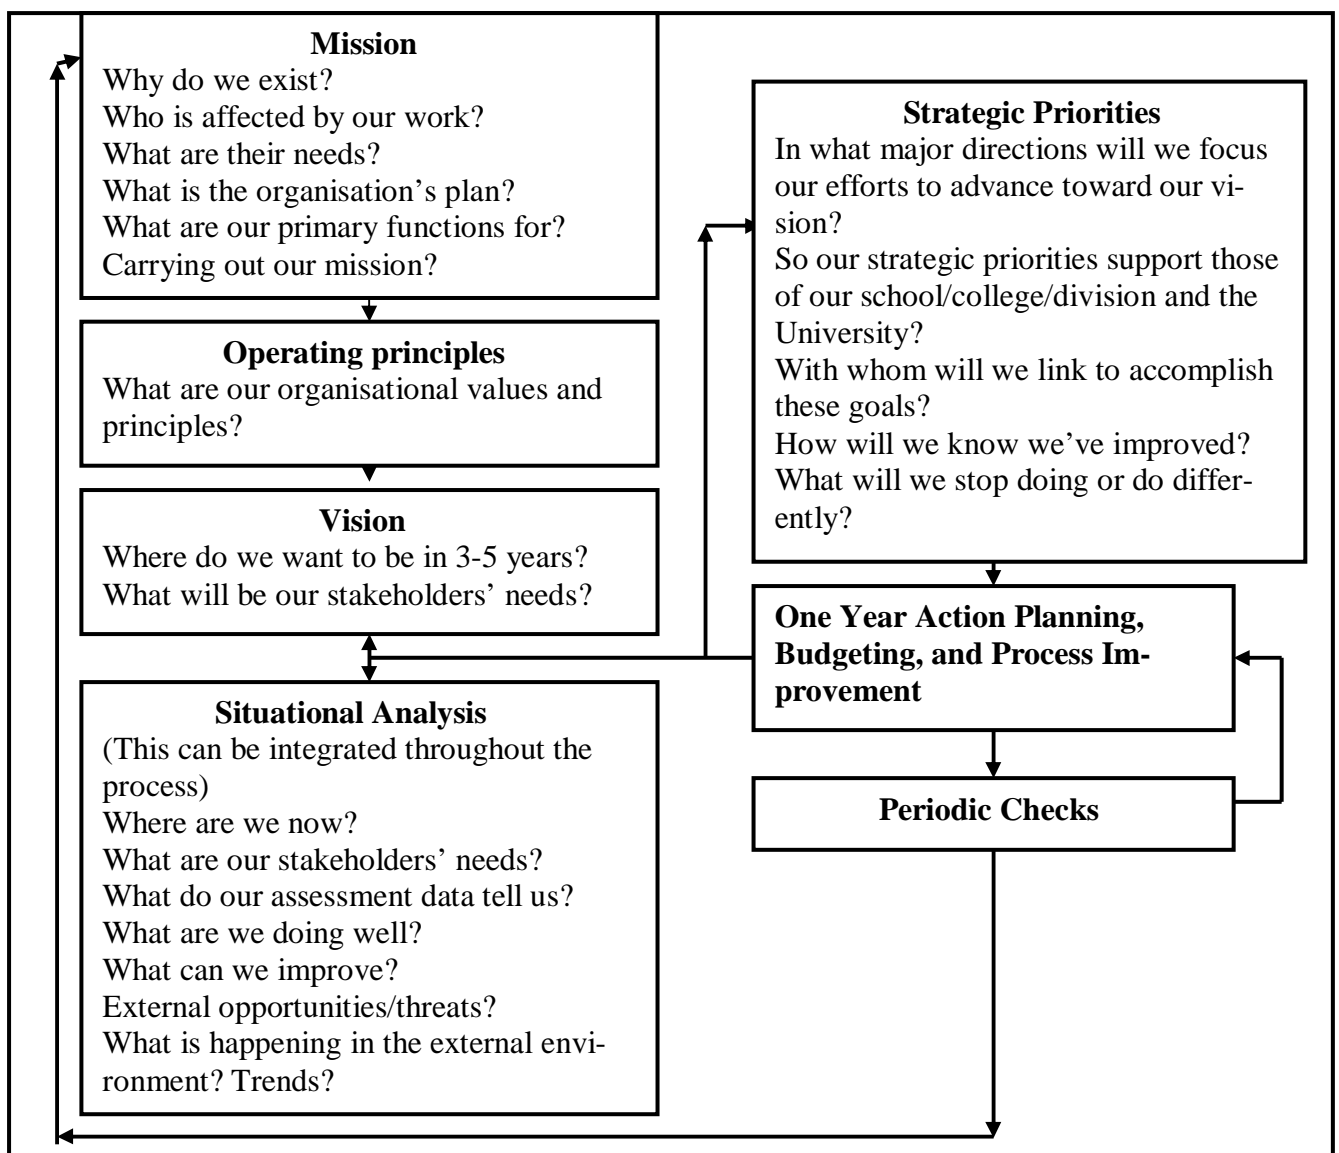 Mission
Why do we exist?
Who is affected by our work?
What are their needs?
What is the organisation’s plan?
What are our primary functions for?
Carrying out our mission?
Operating principles
What are our organisational values and
principles?
Vision
Where do we want to be in 3-5 years?
What will be our stakeholders’ needs?
Situational Analysis
(This can be integrated throughout the
process)
Where are we now?
What are our stakeholders’ needs?
What do our assessment data tell us?
What are we doing well?
What can we improve?
External opportunities/threats?
What is happening in the external envi-
ronment? Trends?
Strategic Priorities
In what major directions will we focus
our efforts to advance toward our vi-
sion?
So our strategic priorities support those
of our school/college/division and the
University?
With whom will we link to accomplish
these goals?
How will we know we’ve improved?
What will we stop doing or do differ-
ently?
One Year Action Planning,
Budgeting, and Process Im-
provement
Periodic Checks